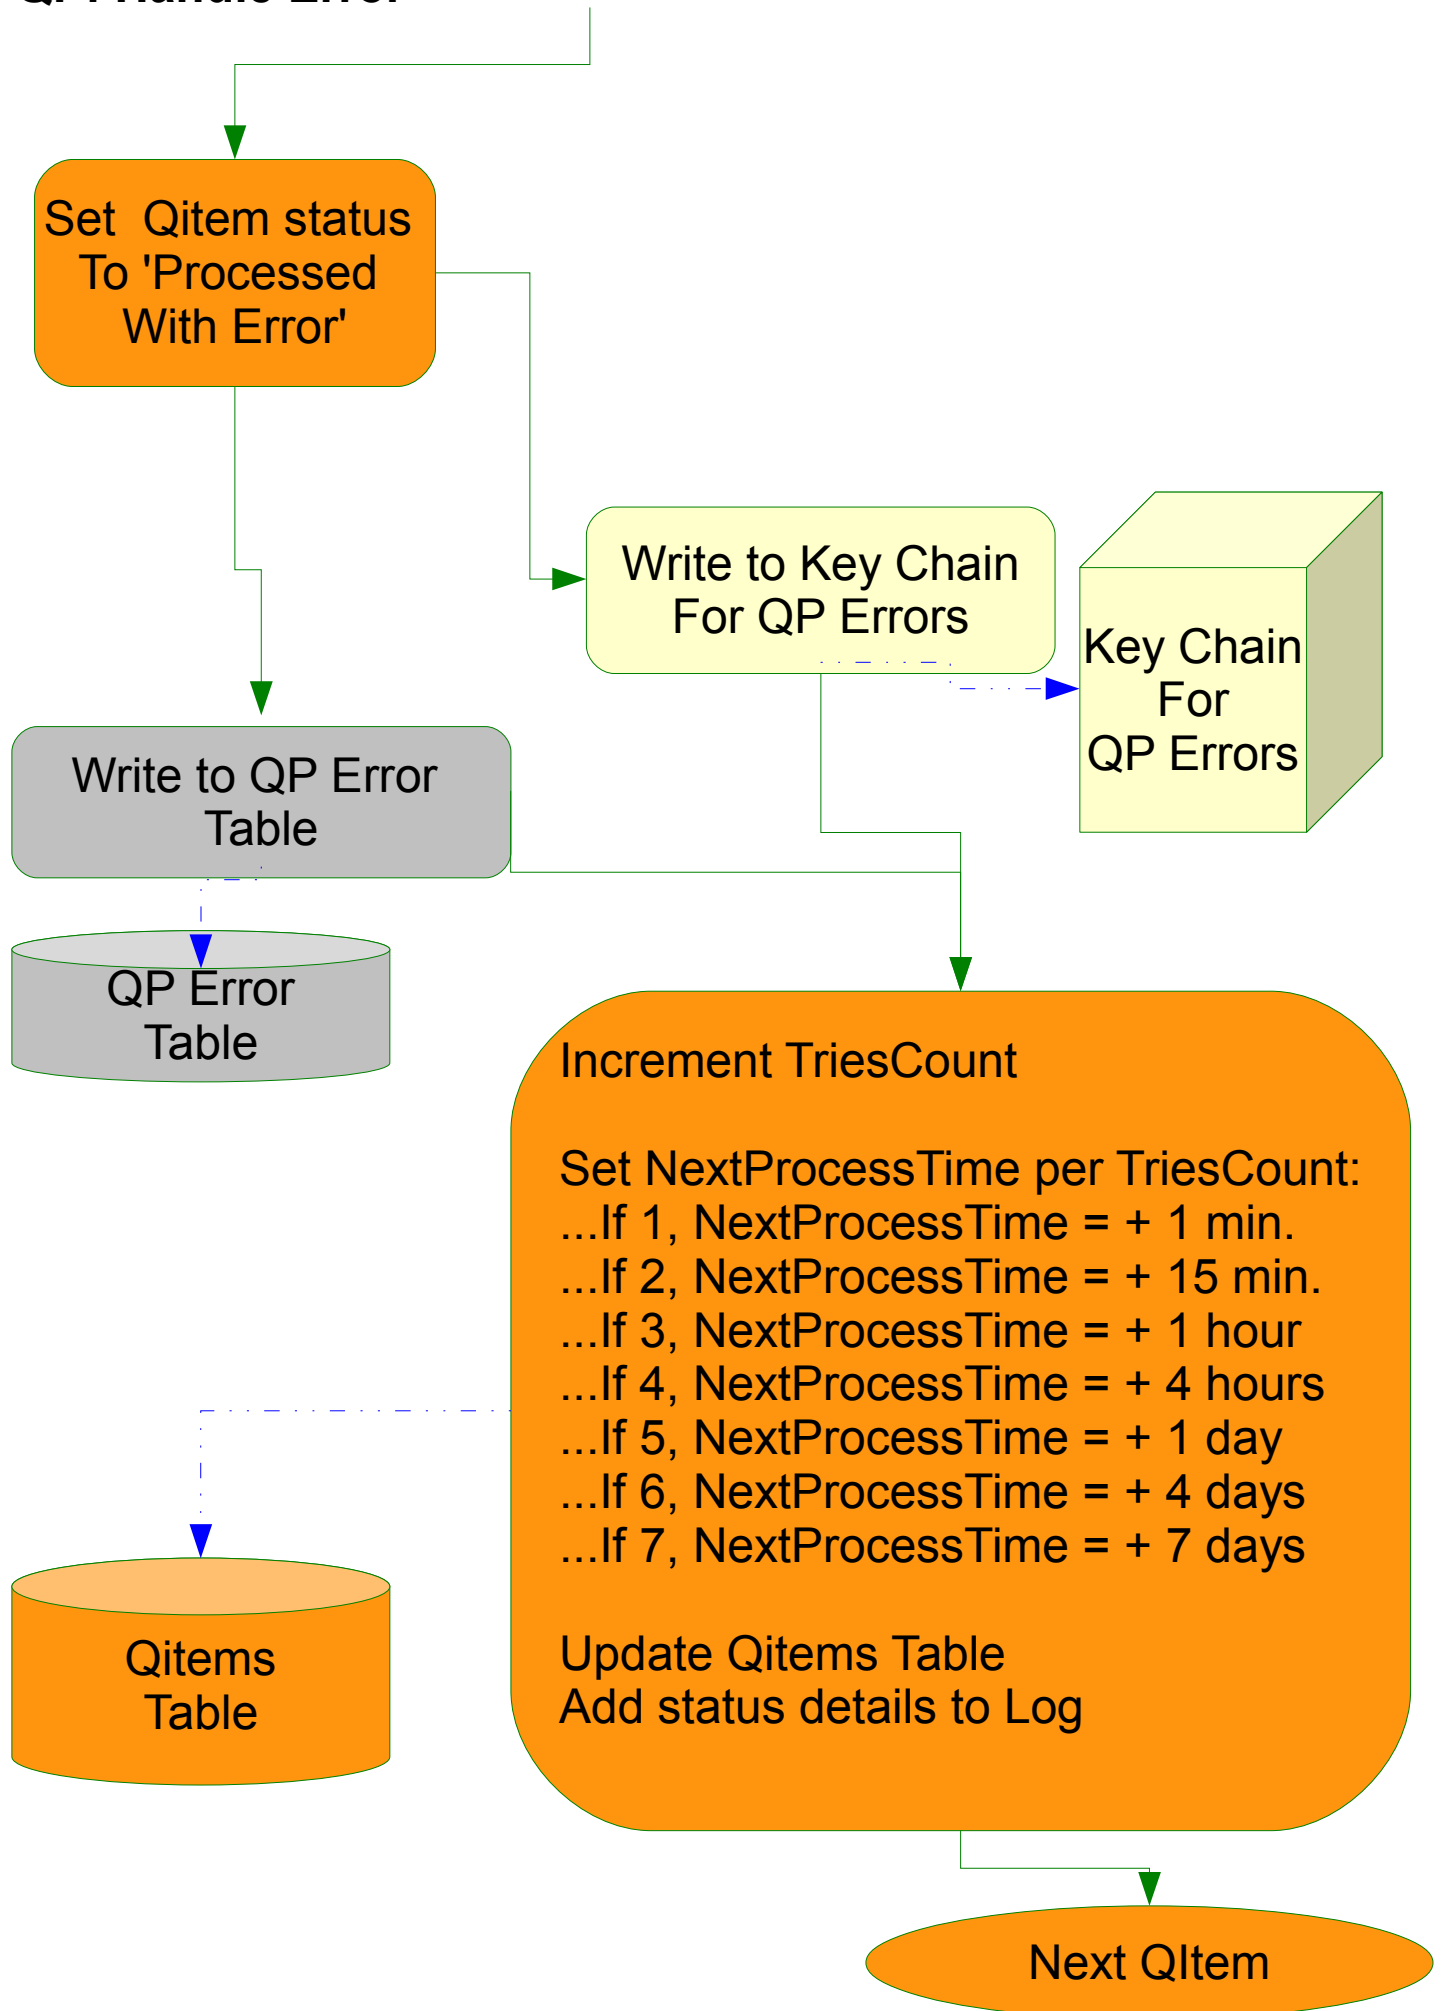 Set Qitem status
To 'Processed
With Error'
Write to Key Chain
For QP Errors
Key Chain
For
QP Errors
Write to QP Error
Table
QP Error
Table
Increment TriesCount
Set NextProcessTime per TriesCount:
...If 1, NextProcessTime = + 1 min.
...If 2, NextProcessTime = + 15 min.
...If 3, NextProcessTime = + 1 hour
...If 4, NextProcessTime = + 4 hours
...If 5, NextProcessTime = + 1 day
...If 6, NextProcessTime = + 4 days
...If 7, NextProcessTime = + 7 days
Update Qitems Table
Add status details to Log
Qitems
Table
Next QItem